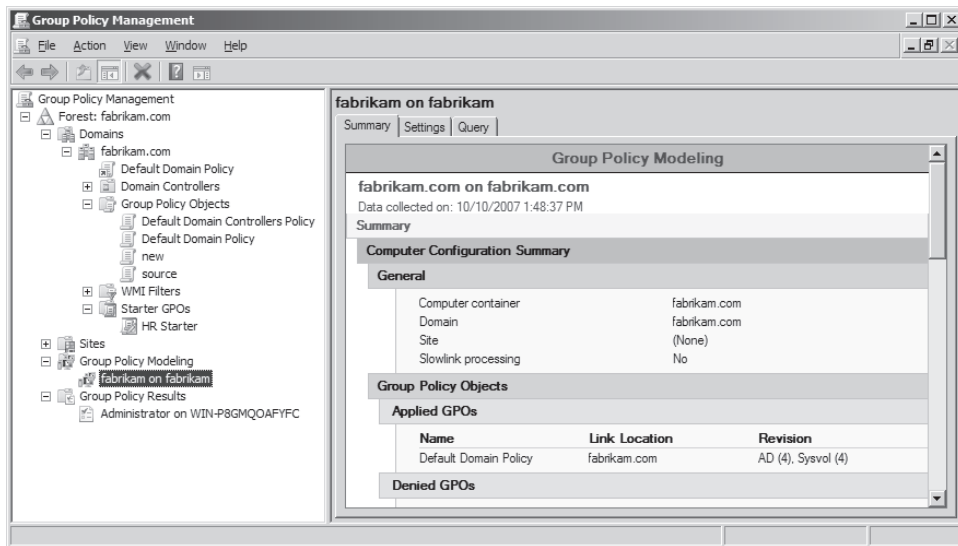 Group Policy Management
File Action View Window Help
Group Policy Management
Forest: fabrikam.com
Domains
fabrikam.com
Default Domain Policy
Domain Controllers
Group Policy Objects
Default Domain Controllers Policy
Default Domain Policy
new
source
WMI Filters
Starter GPOs
HR Starter
Sites
Group Policy Modeling
fabrikam on fabrikam
Group Policy Results
Administrator on WIN-P8GMQOAFYFC
fabrikam on fabrikam
Summary Settings Query
Group Policy Modeling
fabrikam.com on fabrikam.com
Data collected on: 10/10/2007 1:48:37 PM
Summary
Computer Configuration Summary
General
Computer container fabrikam.com
Domain fabrikam.com
Site (None)
Slowlink processing No
Group Policy Objects
Applied GPOs
Name Link Location Revision
Default Domain Policy fabrikam.com AD (4), Sysvol (4)
Denied GPOs